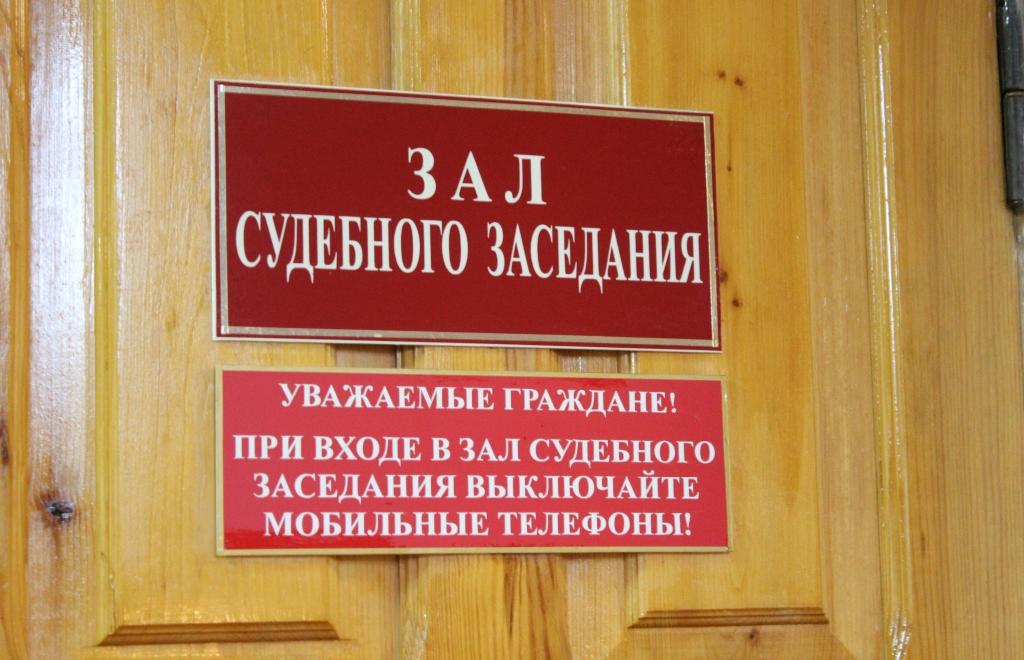 ЗАЛ
СУДЕБНОГО ЗАСЕДАНИЯ
УВАЖАЕМЫЕ ГРАЖДАНЕ!
ПРИ ВХОДЕ В ЗАЛ СУДЕБНОГО
ЗАСЕДАНИЯ ВЫКЛЮЧАЙТЕ
МОБИЛЬНЫЕ ТЕЛЕФОНЫ!